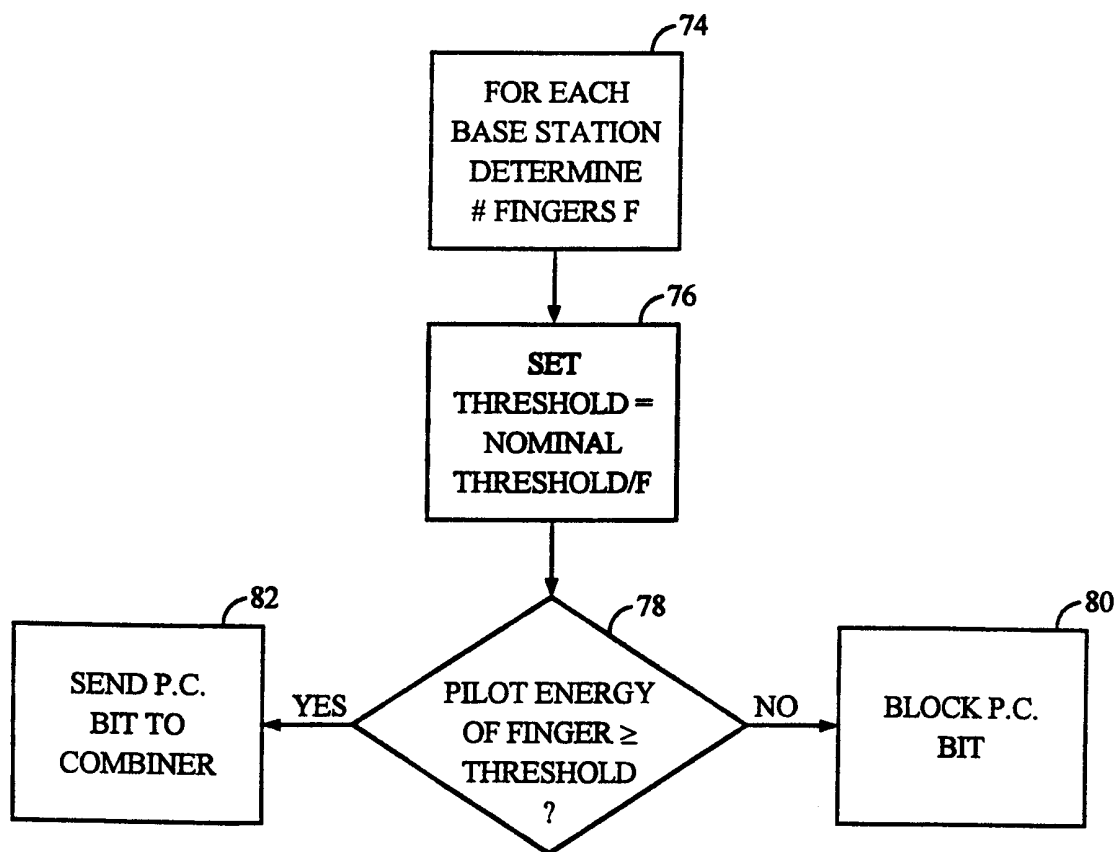 74
FOR EACH
BASE STATION
DETERMINE
# FINGERS F
76
SET
THRESHOLD =
NOMINAL
THRESHOLD/F
78
PILOT ENERGY
OF FINGER ≥
THRESHOLD
?
YES
NO
82
SEND P.C.
BIT TO
COMBINER
80
BLOCK P.C.
BIT